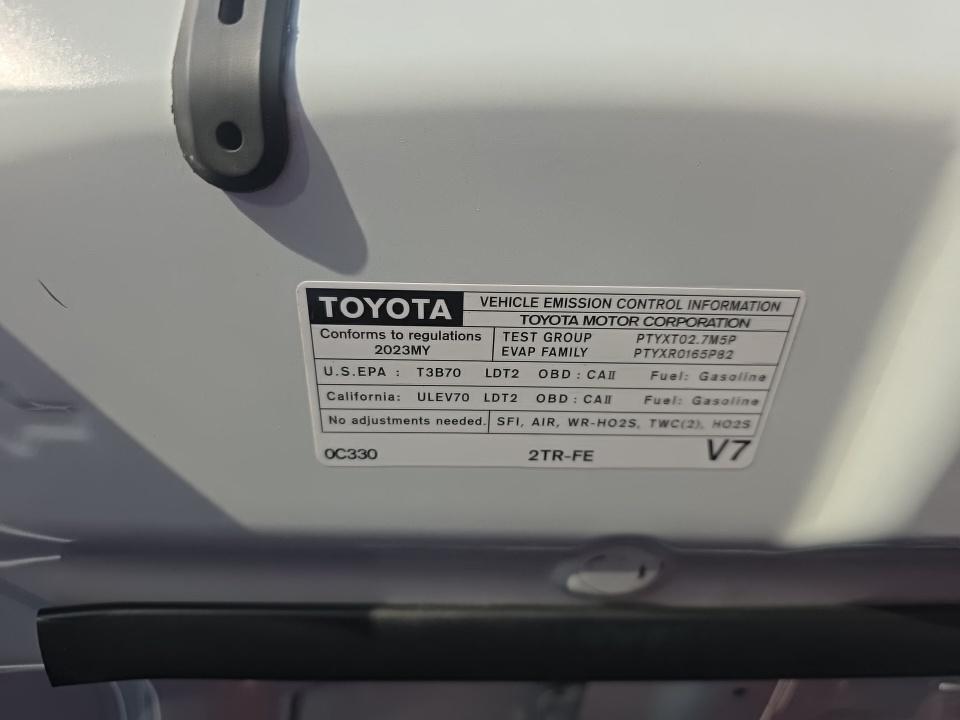 TOYOTA VEHICLE EMISSION CONTROL INFORMATION
TOYOTA MOTOR CORPORATION
Conforms to regulations
2023MY
TEST GROUP PTYXT02.7M5P
EVAP FAMILY PTYXR0165P82
U.S.EPA : T3B70 LDT2 OBD : CAII Fuel: Gasoline
California: ULEV70 LDT2 OBD : CAII Fuel: Gasoline
No adjustments needed. SFI, AIR, WR-HO2S, TWC(2), HO2S
0C330 2TR-FE V7